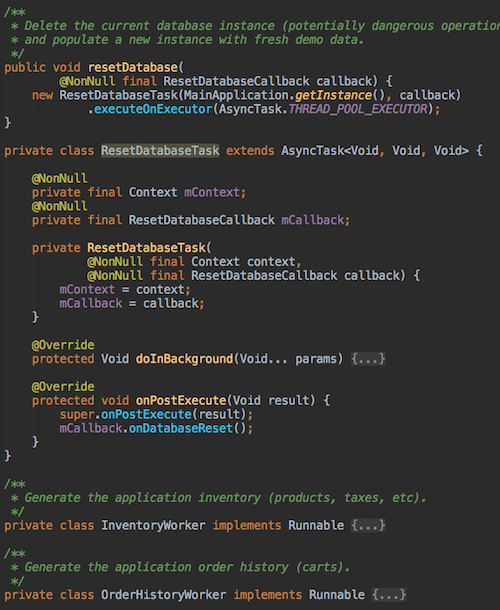 /**
 * Delete the current database instance (potentially dangerous operation
 * and populate a new instance with fresh demo data.
 */
public void resetDatabase(
        @NonNull final ResetDatabaseCallback callback) {
    new ResetDatabaseTask(MainApplication.getInstance(), callback)
            .executeOnExecutor(AsyncTask.THREAD_POOL_EXECUTOR);
}
private class ResetDatabaseTask extends AsyncTask<Void, Void, Void> {
    @NonNull
    private final Context mContext;
    @NonNull
    private final ResetDatabaseCallback mCallback;
    private ResetDatabaseTask(
            @NonNull final Context context,
            @NonNull final ResetDatabaseCallback callback) {
        mContext = context;
        mCallback = callback;
    }
    @Override
    protected Void doInBackground(Void... params) {...}
    @Override
    protected void onPostExecute(Void result) {
        super.onPostExecute(result);
        mCallback.onDatabaseReset();
    }
}
/**
 * Generate the application inventory (products, taxes, etc).
 */
private class InventoryWorker implements Runnable {...}
/**
 * Generate the application order history (carts).
 */
private class OrderHistoryWorker implements Runnable {...}